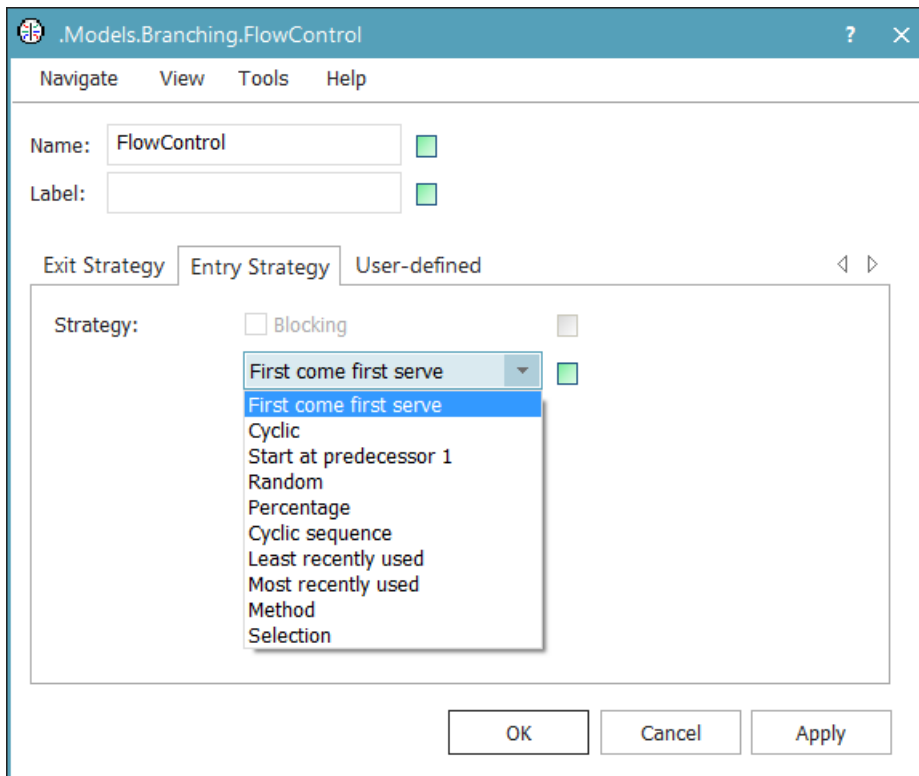 .Models.Branching.FlowControl ? ×
Navigate View Tools Help
Name: FlowControl
Label:
Exit Strategy Entry Strategy User-defined
Strategy: Blocking
First come first serve
First come first serve
Cyclic
Start at predecessor 1
Random
Percentage
Cyclic sequence
Least recently used
Most recently used
Method
Selection
OK Cancel Apply